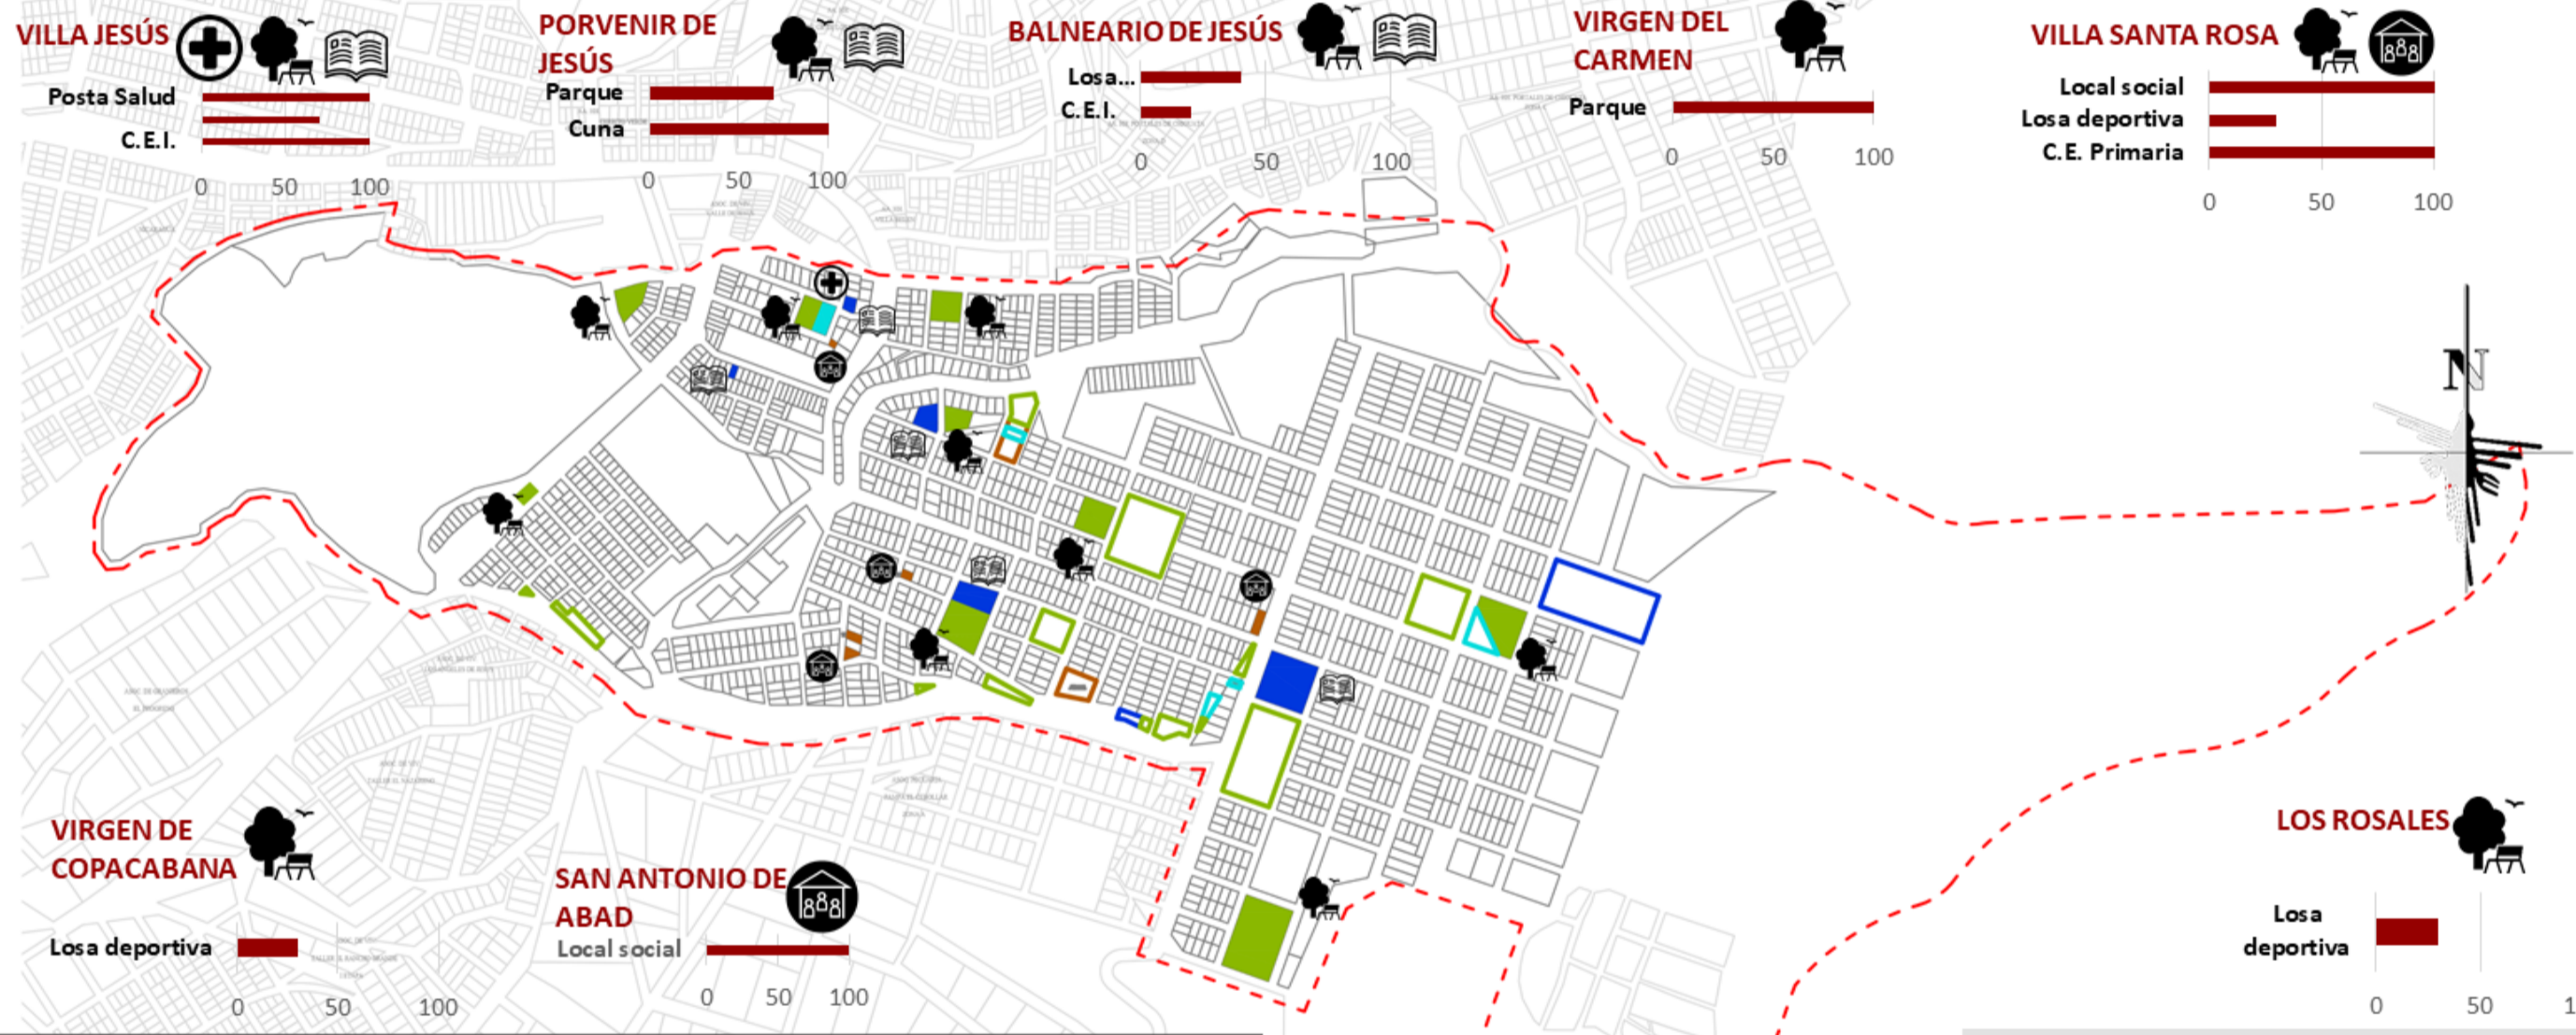 VILLA JESÚS
Posta Salud
C.E.I.
0 50 100
PORVENIR DE
JESÚS
Parque
Cuna
0 50 100
BALNEARIO DE JESÚS
Losa...
C.E.I.
0 50 100
VIRGEN DEL
CARMEN
Parque
0 50 100
VILLA SANTA ROSA
Local social
Losa deportiva
C.E. Primaria
0 50 100
N
VIRGEN DE
COPACABANA
Losa deportiva
0 50 100
SAN ANTONIO DE
ABAD
Local social
0 50 100
LOS ROSALES
Losa
deportiva
0 50